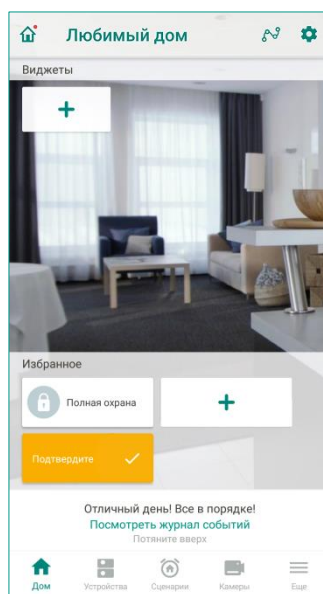 Любимый дом
Виджеты
Избранное
Полная охрана
Подтвердите
Отличный день! Все в порядке!
Посмотреть журнал событий
Потяните вверх
Дом Устройства Сценарии Камеры Еще